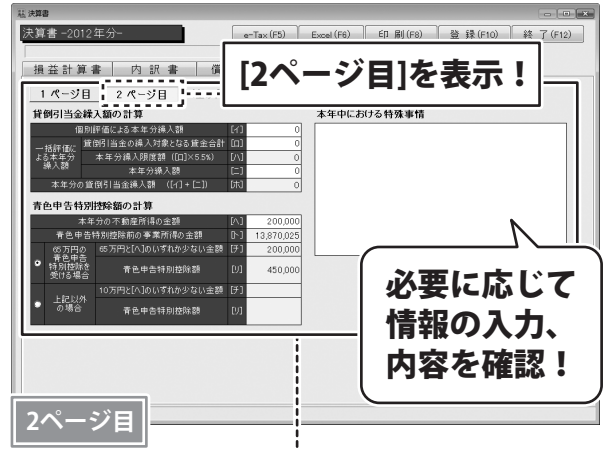 決算書
決算書 -2012年分-
e-Tax (F5) Excel (F6) 印 刷 (F8) 登 録 (F10) 終 了 (F12)
損 益 計 算 書 内 訳 書
[2ページ目]を表示！
1 ページ目 2 ページ目
貸倒引当金繰入額の計算
個別評価による本年分繰入額 [イ] 0
一括評価による本年分繰入額
貸倒引当金の繰入対象となる貸金合計 [ロ] 0
本年分繰入限度額 ([ロ]×5.5%) [ハ] 0
本年分繰入額 [ニ] 0
本年分の貸倒引当金繰入額 ([イ]+[ニ]) [ホ] 0
青色申告特別控除額の計算
本年分の不動産所得の金額 [ヘ] 200,000
青色申告特別控除前の事業所得の金額 [ト] 13,870,025
65万円の青色申告特別控除を受ける場合
65万円と[ヘ]のいずれか少ない金額 [チ] 200,000
青色申告特別控除額 [リ] 450,000
上記以外の場合
10万円と[ヘ]のいずれか少ない金額 [チ]
青色申告特別控除額 [リ]
本年中における特殊事情
必要に応じて
情報の入力、
内容を確認！
2ページ目